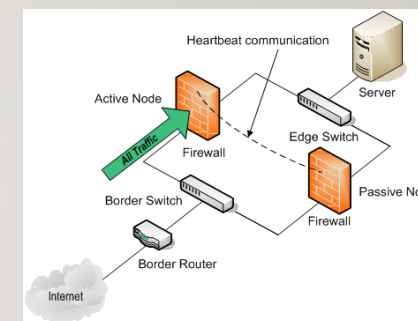 Heartbeat communication
Server
Active Node
Edge Switch
All Traffic
Firewall
Passive No
Border Switch
Firewall
Border Router
Internet